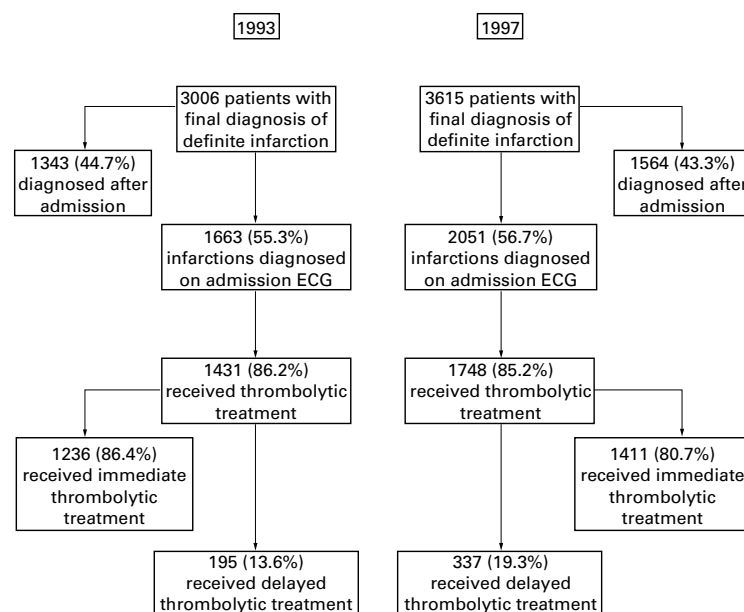 1993
1997
3006 patients with
final diagnosis of
definite infarction
3615 patients with
final diagnosis of
definite infarction
1343 (44.7%)
diagnosed after
admission
1564 (43.3%)
diagnosed after
admission
1663 (55.3%)
infarctions diagnosed
on admission ECG
2051 (56.7%)
infarctions diagnosed
on admission ECG
1431 (86.2%)
received thrombolytic
treatment
1748 (85.2%)
received thrombolytic
treatment
1236 (86.4%)
received immediate
thrombolytic
treatment
1411 (80.7%)
received immediate
thrombolytic
treatment
195 (13.6%)
received delayed
thrombolytic treatment
337 (19.3%)
received delayed
thrombolytic treatment